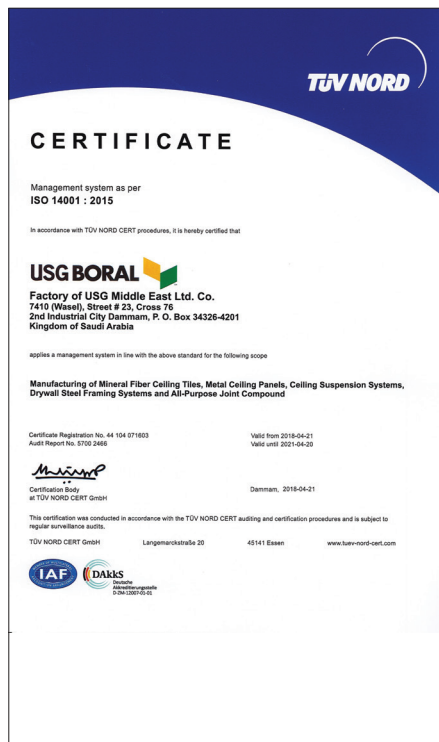 TÜV NORD
CERTIFICATE
Management system as per
ISO 14001 : 2015
In accordance with TÜV NORD CERT procedures, it is hereby certified that
USG BORAL
Factory of USG Middle East Ltd. Co.
7410 (Wasel), Street # 23, Cross 76
2nd Industrial City Dammam, P. O. Box 34326-4201
Kingdom of Saudi Arabia
applies a management system in line with the above standard for the following scope
Manufacturing of Mineral Fiber Ceiling Tiles, Metal Ceiling Panels, Ceiling Suspension Systems,
Drywall Steel Framing Systems and All-Purpose Joint Compound
Certificate Registration No. 44 104 071603
Valid from 2018-04-21
Audit Report No. 5700 2466
Valid until 2021-04-20
Certification Body
Dammam, 2018-04-21
at TÜV NORD CERT GmbH
This certification was conducted in accordance with the TÜV NORD CERT auditing and certification procedures and is subject to
regular surveillance audits.
TÜV NORD CERT GmbH Langemarckstraße 20 45141 Essen www.tuev-nord-cert.com
IAF
DAkkS
Deutsche
Akkreditierungsstelle
D-ZM-12007-01-01